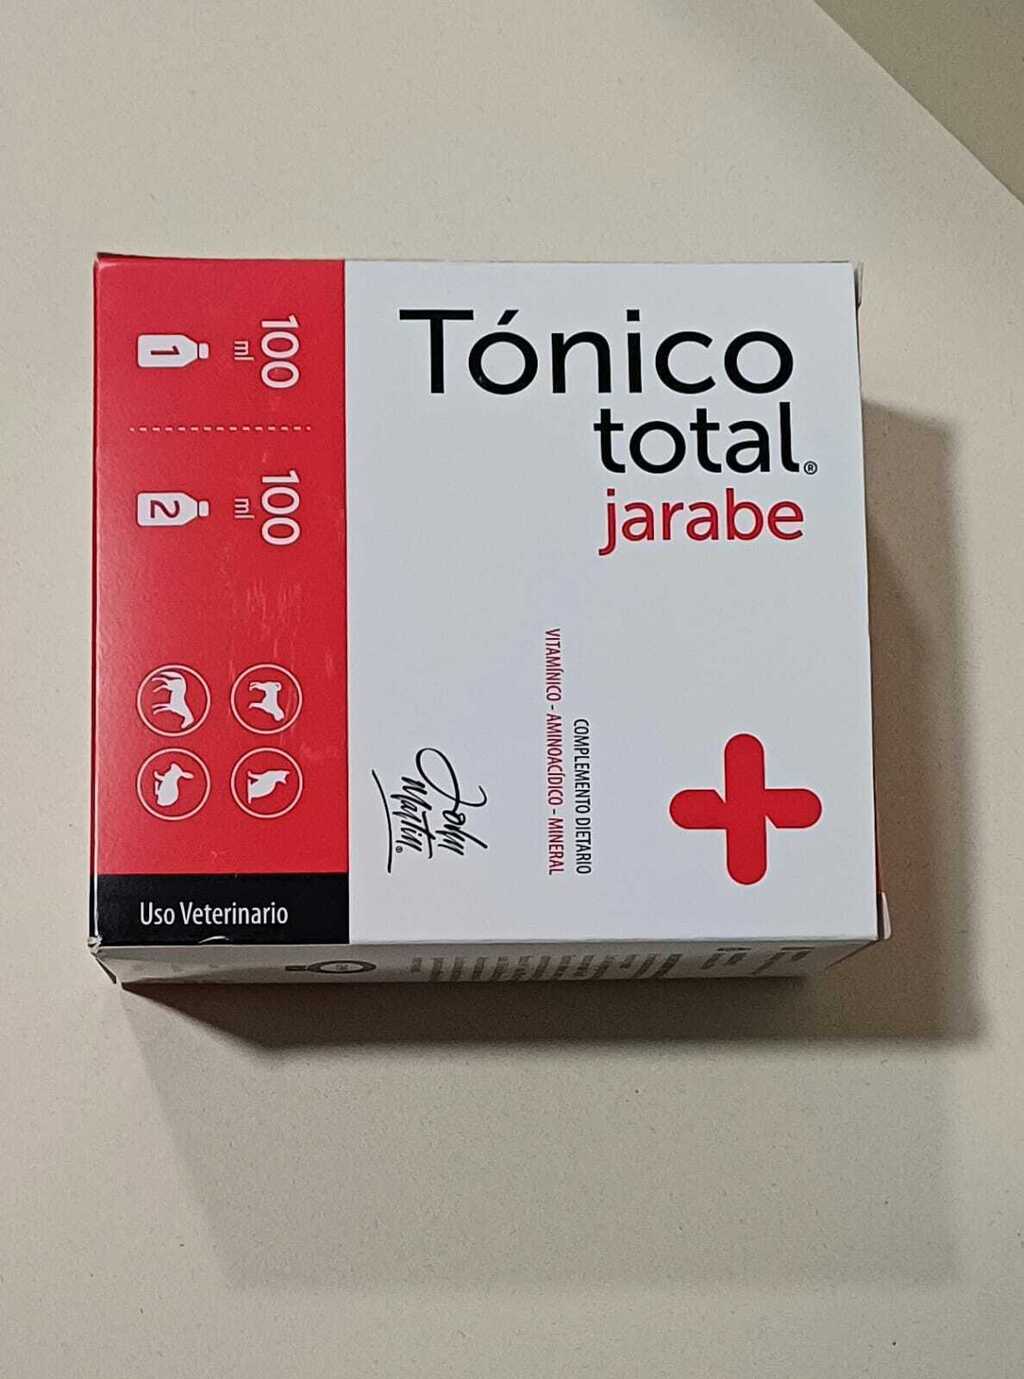 Tónico
total®
jarabe
100
ml
1
100
ml
2
COMPLEMENTO DIETARIO
VITAMÍNICO - AMINOACÍDICO - MINERAL
John
Martin®
Uso Veterinario